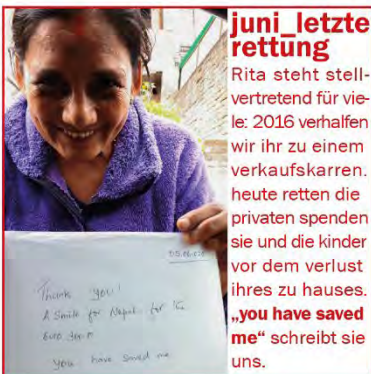 juni_letzte
rettung
Rita steht stell-
vertretend für vie-
le: 2016 verhalfen
wir ihr zu einem
verkaufskarren.
heute retten die
privaten spenden
sie und die kinder
vor dem verlust
ihres zu hauses.
„you have saved
me“ schreibt sie
uns.
Thank you!
A Smile for Nepal for
Euro
you have saved me